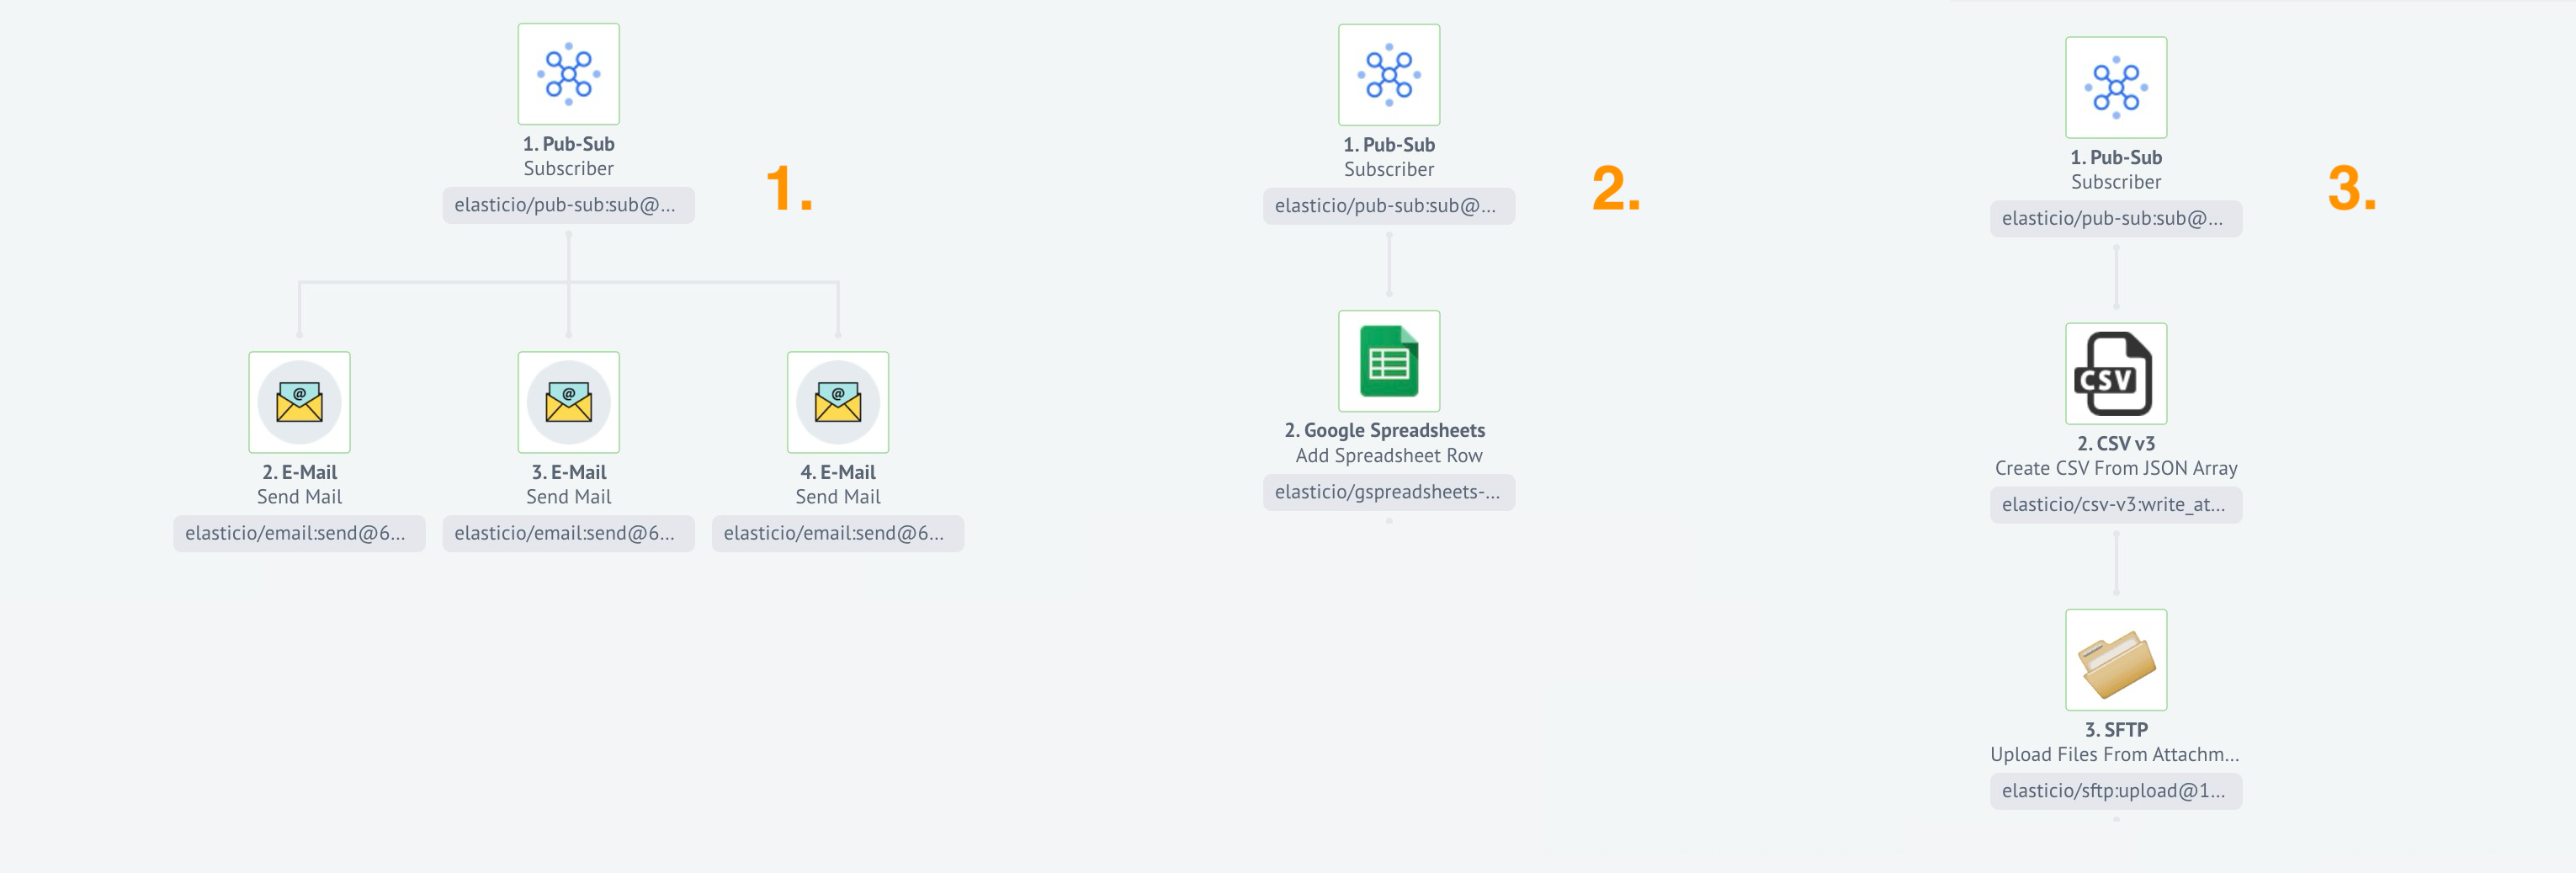 1. Pub-Sub
Subscriber
elasticio/pub-sub:sub@...
1.
@
2. E-Mail
Send Mail
elasticio/email:send@6...
@
3. E-Mail
Send Mail
elasticio/email:send@6...
@
4. E-Mail
Send Mail
elasticio/email:send@6...
1. Pub-Sub
Subscriber
elasticio/pub-sub:sub@...
2.
2. Google Spreadsheets
Add Spreadsheet Row
elasticio/gspreadsheets-...
1. Pub-Sub
Subscriber
elasticio/pub-sub:sub@...
3.
CSV
2. CSV v3
Create CSV From JSON Array
elasticio/csv-v3:write_at...
3. SFTP
Upload Files From Attachm...
elasticio/sftp:upload@1...